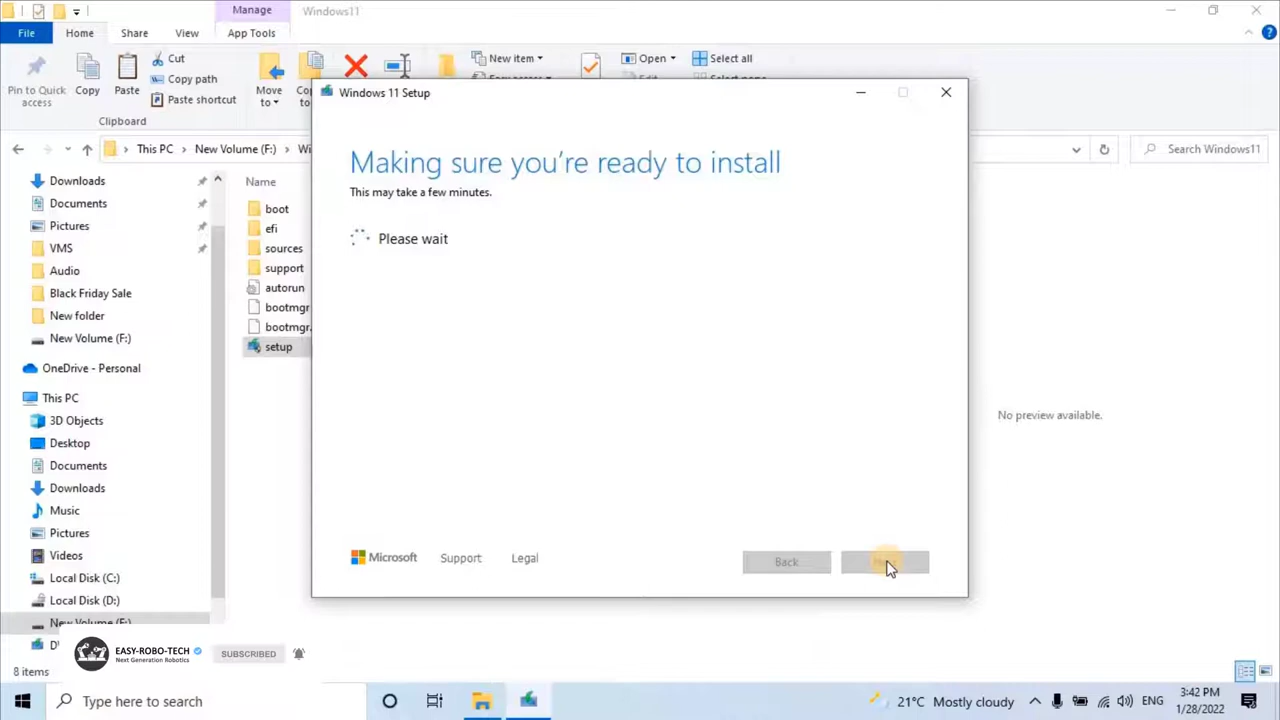 Manage
Windows11
File
Home
Share
View
App Tools
Pin to Quick access
Copy
Paste
Cut
Copy path
Paste shortcut
Move to
New item
Open
Select all
Clipboard
This PC
New Volume (F:)
Search Windows11
Downloads
Documents
Pictures
VMS
Audio
Black Friday Sale
New folder
New Volume (F:)
OneDrive - Personal
This PC
3D Objects
Desktop
Documents
Downloads
Music
Pictures
Videos
Local Disk (C:)
Local Disk (D:)
New Volume (F:)
8 items
Name
boot
efi
sources
support
autorun
bootmgr
bootmgr.
setup
Windows 11 Setup
Making sure you're ready to install
This may take a few minutes.
Please wait
Microsoft
Support
Legal
Back
No preview available.
EASY-ROBO-TECH
Next Generation Robotics
SUBSCRIBED
Type here to search
21°C Mostly cloudy
ENG
3:42 PM
1/28/2022